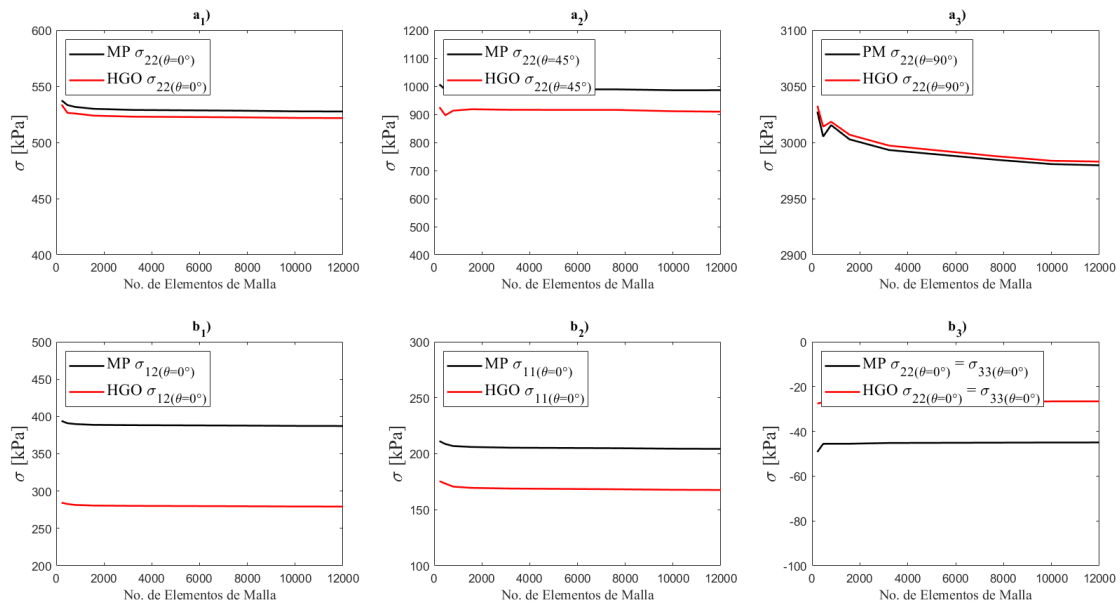 a1)
600
550
500
450
400
σ [kPa]
MP σ22(θ=0°)
HGO σ22(θ=0°)
0 2000 4000 6000 8000 10000 12000
No. de Elementos de Malla
a2)
1200
1100
1000
900
800
700
600
500
400
σ [kPa]
MP σ22(θ=45°)
HGO σ22(θ=45°)
0 2000 4000 6000 8000 10000 12000
No. de Elementos de Malla
a3)
3100
3050
3000
2950
2900
σ [kPa]
PM σ22(θ=90°)
HGO σ22(θ=90°)
0 2000 4000 6000 8000 10000 12000
No. de Elementos de Malla
b1)
500
450
400
350
300
250
200
σ [kPa]
MP σ12(θ=0°)
HGO σ12(θ=0°)
0 2000 4000 6000 8000 10000 12000
No. de Elementos de Malla
b2)
300
250
200
150
100
σ [kPa]
MP σ11(θ=0°)
HGO σ11(θ=0°)
0 2000 4000 6000 8000 10000 12000
No. de Elementos de Malla
b3)
0
-20
-40
-60
-80
-100
σ [kPa]
MP σ22(θ=0°) = σ33(θ=0°)
HGO σ22(θ=0°) = σ33(θ=0°)
0 2000 4000 6000 8000 10000 12000
No. de Elementos de Malla